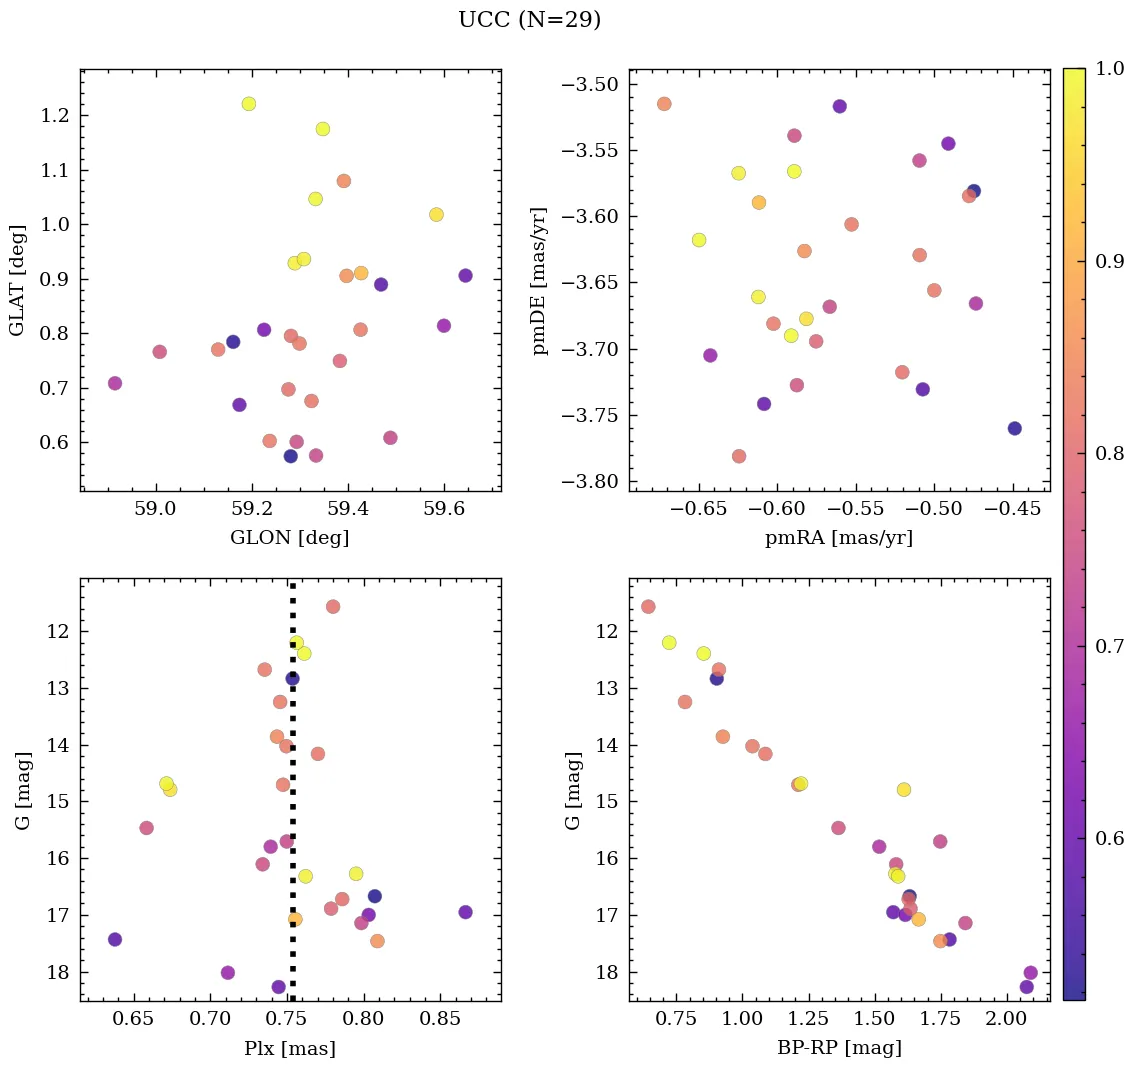 UCC (N=29)
1.2
1.1
1.0
0.9
0.8
0.7
0.6
GLAT [deg]
59.0 59.2 59.4 59.6
GLON [deg]
−3.50
−3.55
−3.60
−3.65
−3.70
−3.75
−3.80
pmDE [mas/yr]
−0.65 −0.60 −0.55 −0.50 −0.45
pmRA [mas/yr]
12
13
14
15
16
17
18
G [mag]
0.65 0.70 0.75 0.80 0.85
Plx [mas]
12
13
14
15
16
17
18
G [mag]
0.75 1.00 1.25 1.50 1.75 2.00
BP-RP [mag]
1.0
0.9
0.8
0.7
0.6